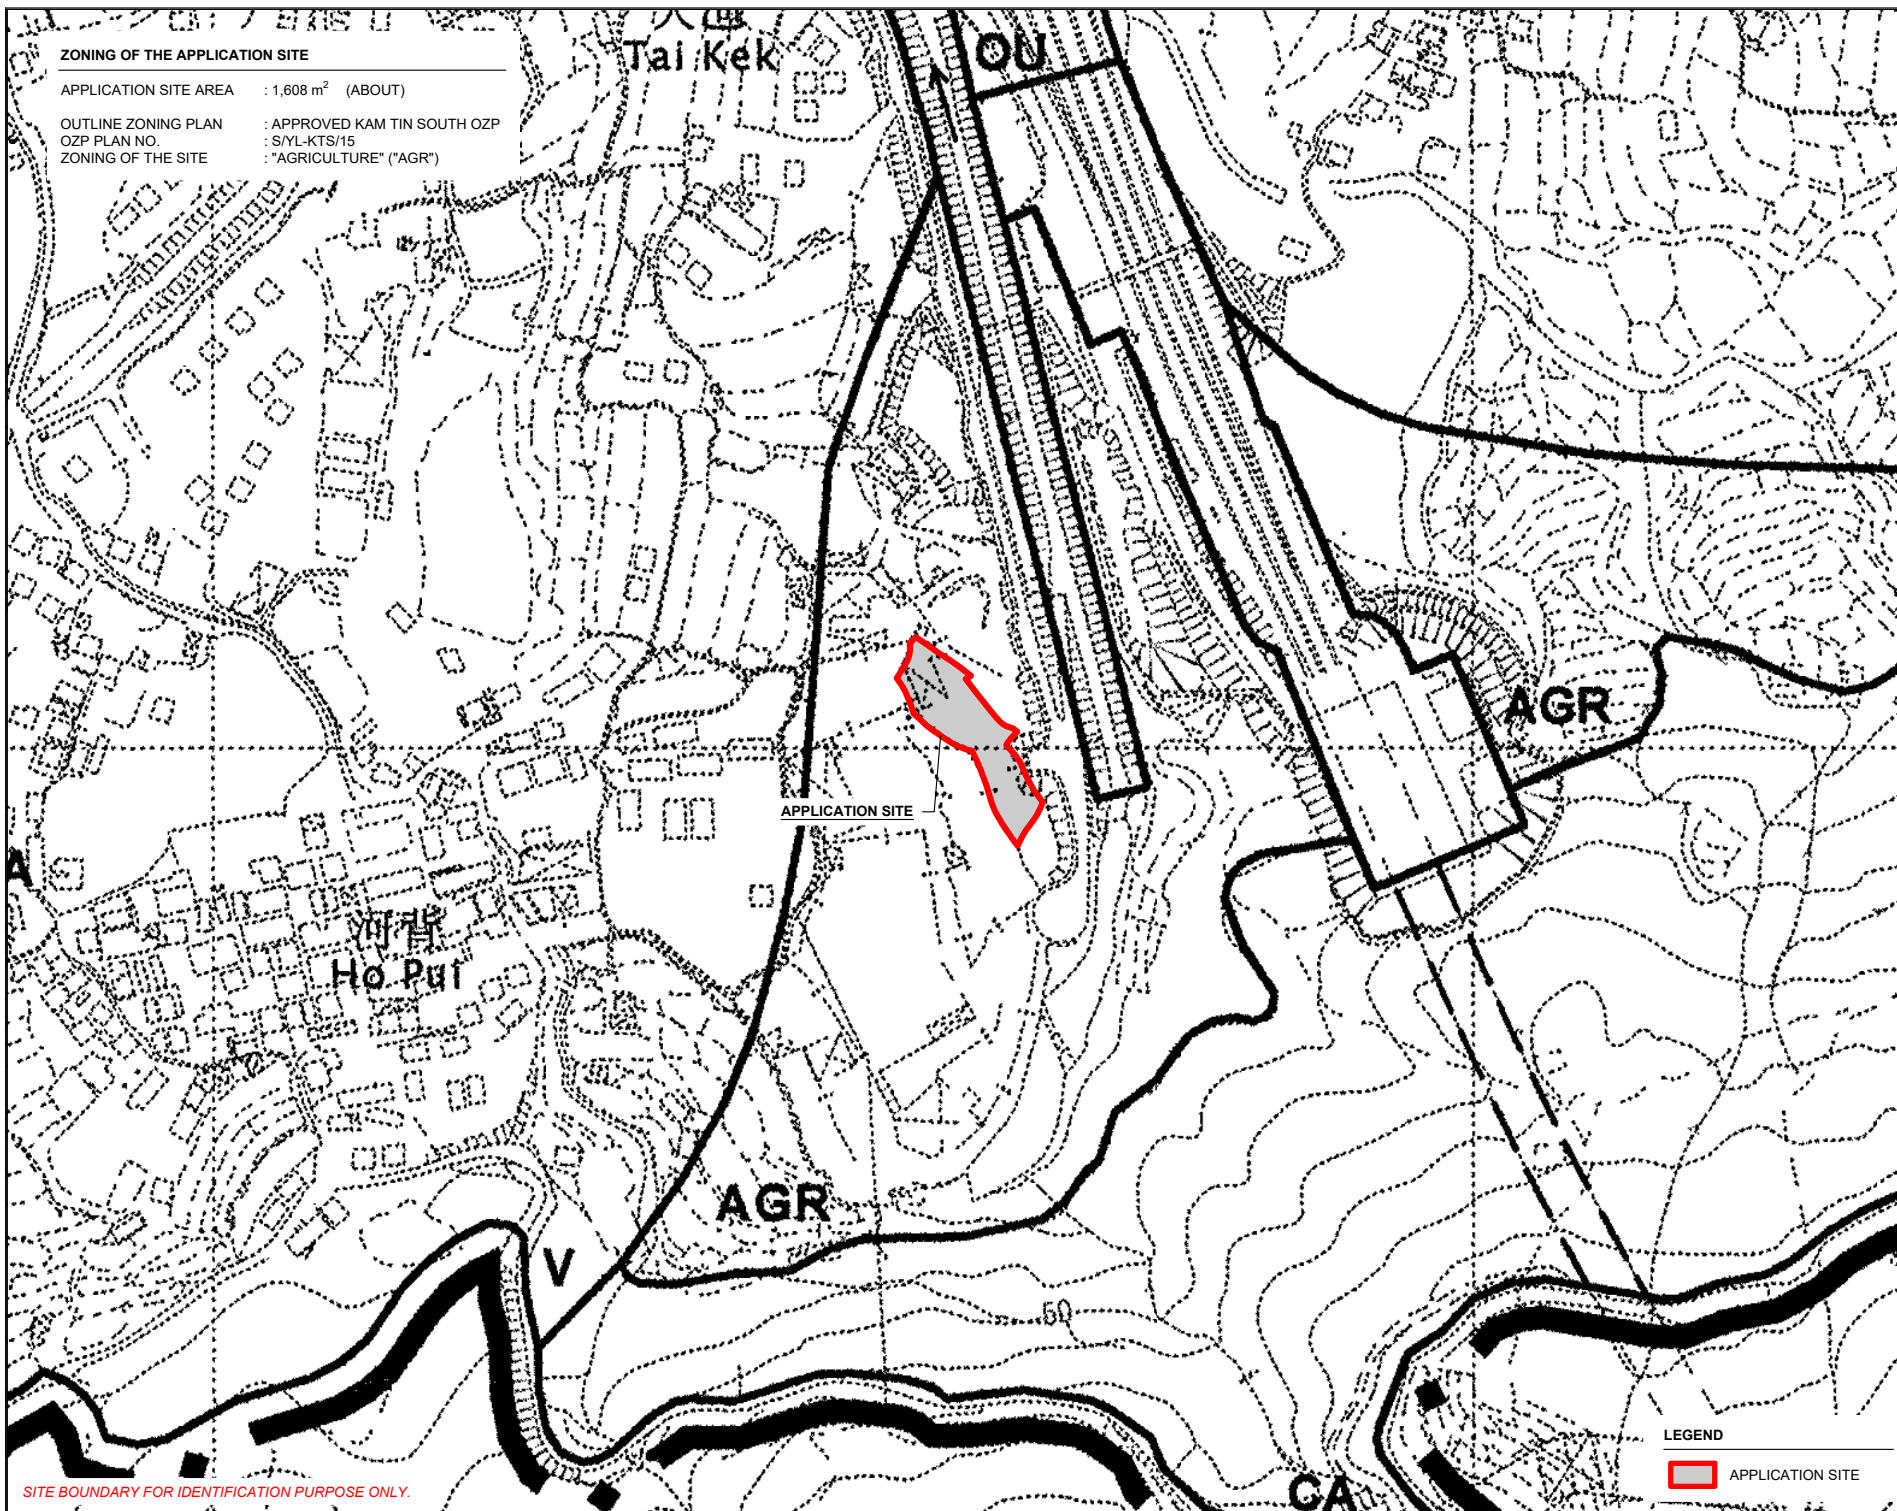 ZONING OF THE APPLICATION SITE
APPLICATION SITE AREA : 1,608 m² (ABOUT)
OUTLINE ZONING PLAN : APPROVED KAM TIN SOUTH OZP
OZP PLAN NO. : S/YL-KTS/15
ZONING OF THE SITE : "AGRICULTURE" ("AGR")
Tai Kek
OU
AGR
APPLICATION SITE
A
河背
Ho Pui
AGR
V
60
CA
LEGEND
APPLICATION SITE
SITE BOUNDARY FOR IDENTIFICATION PURPOSE ONLY.